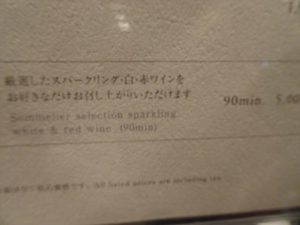 厳選したスパークリング・白・赤ワインを
お好きなだけお召し上がりいただけます
90min. 5,00
Sommelier selection sparkling
white & red wine (90min)
All listed prices are including tax